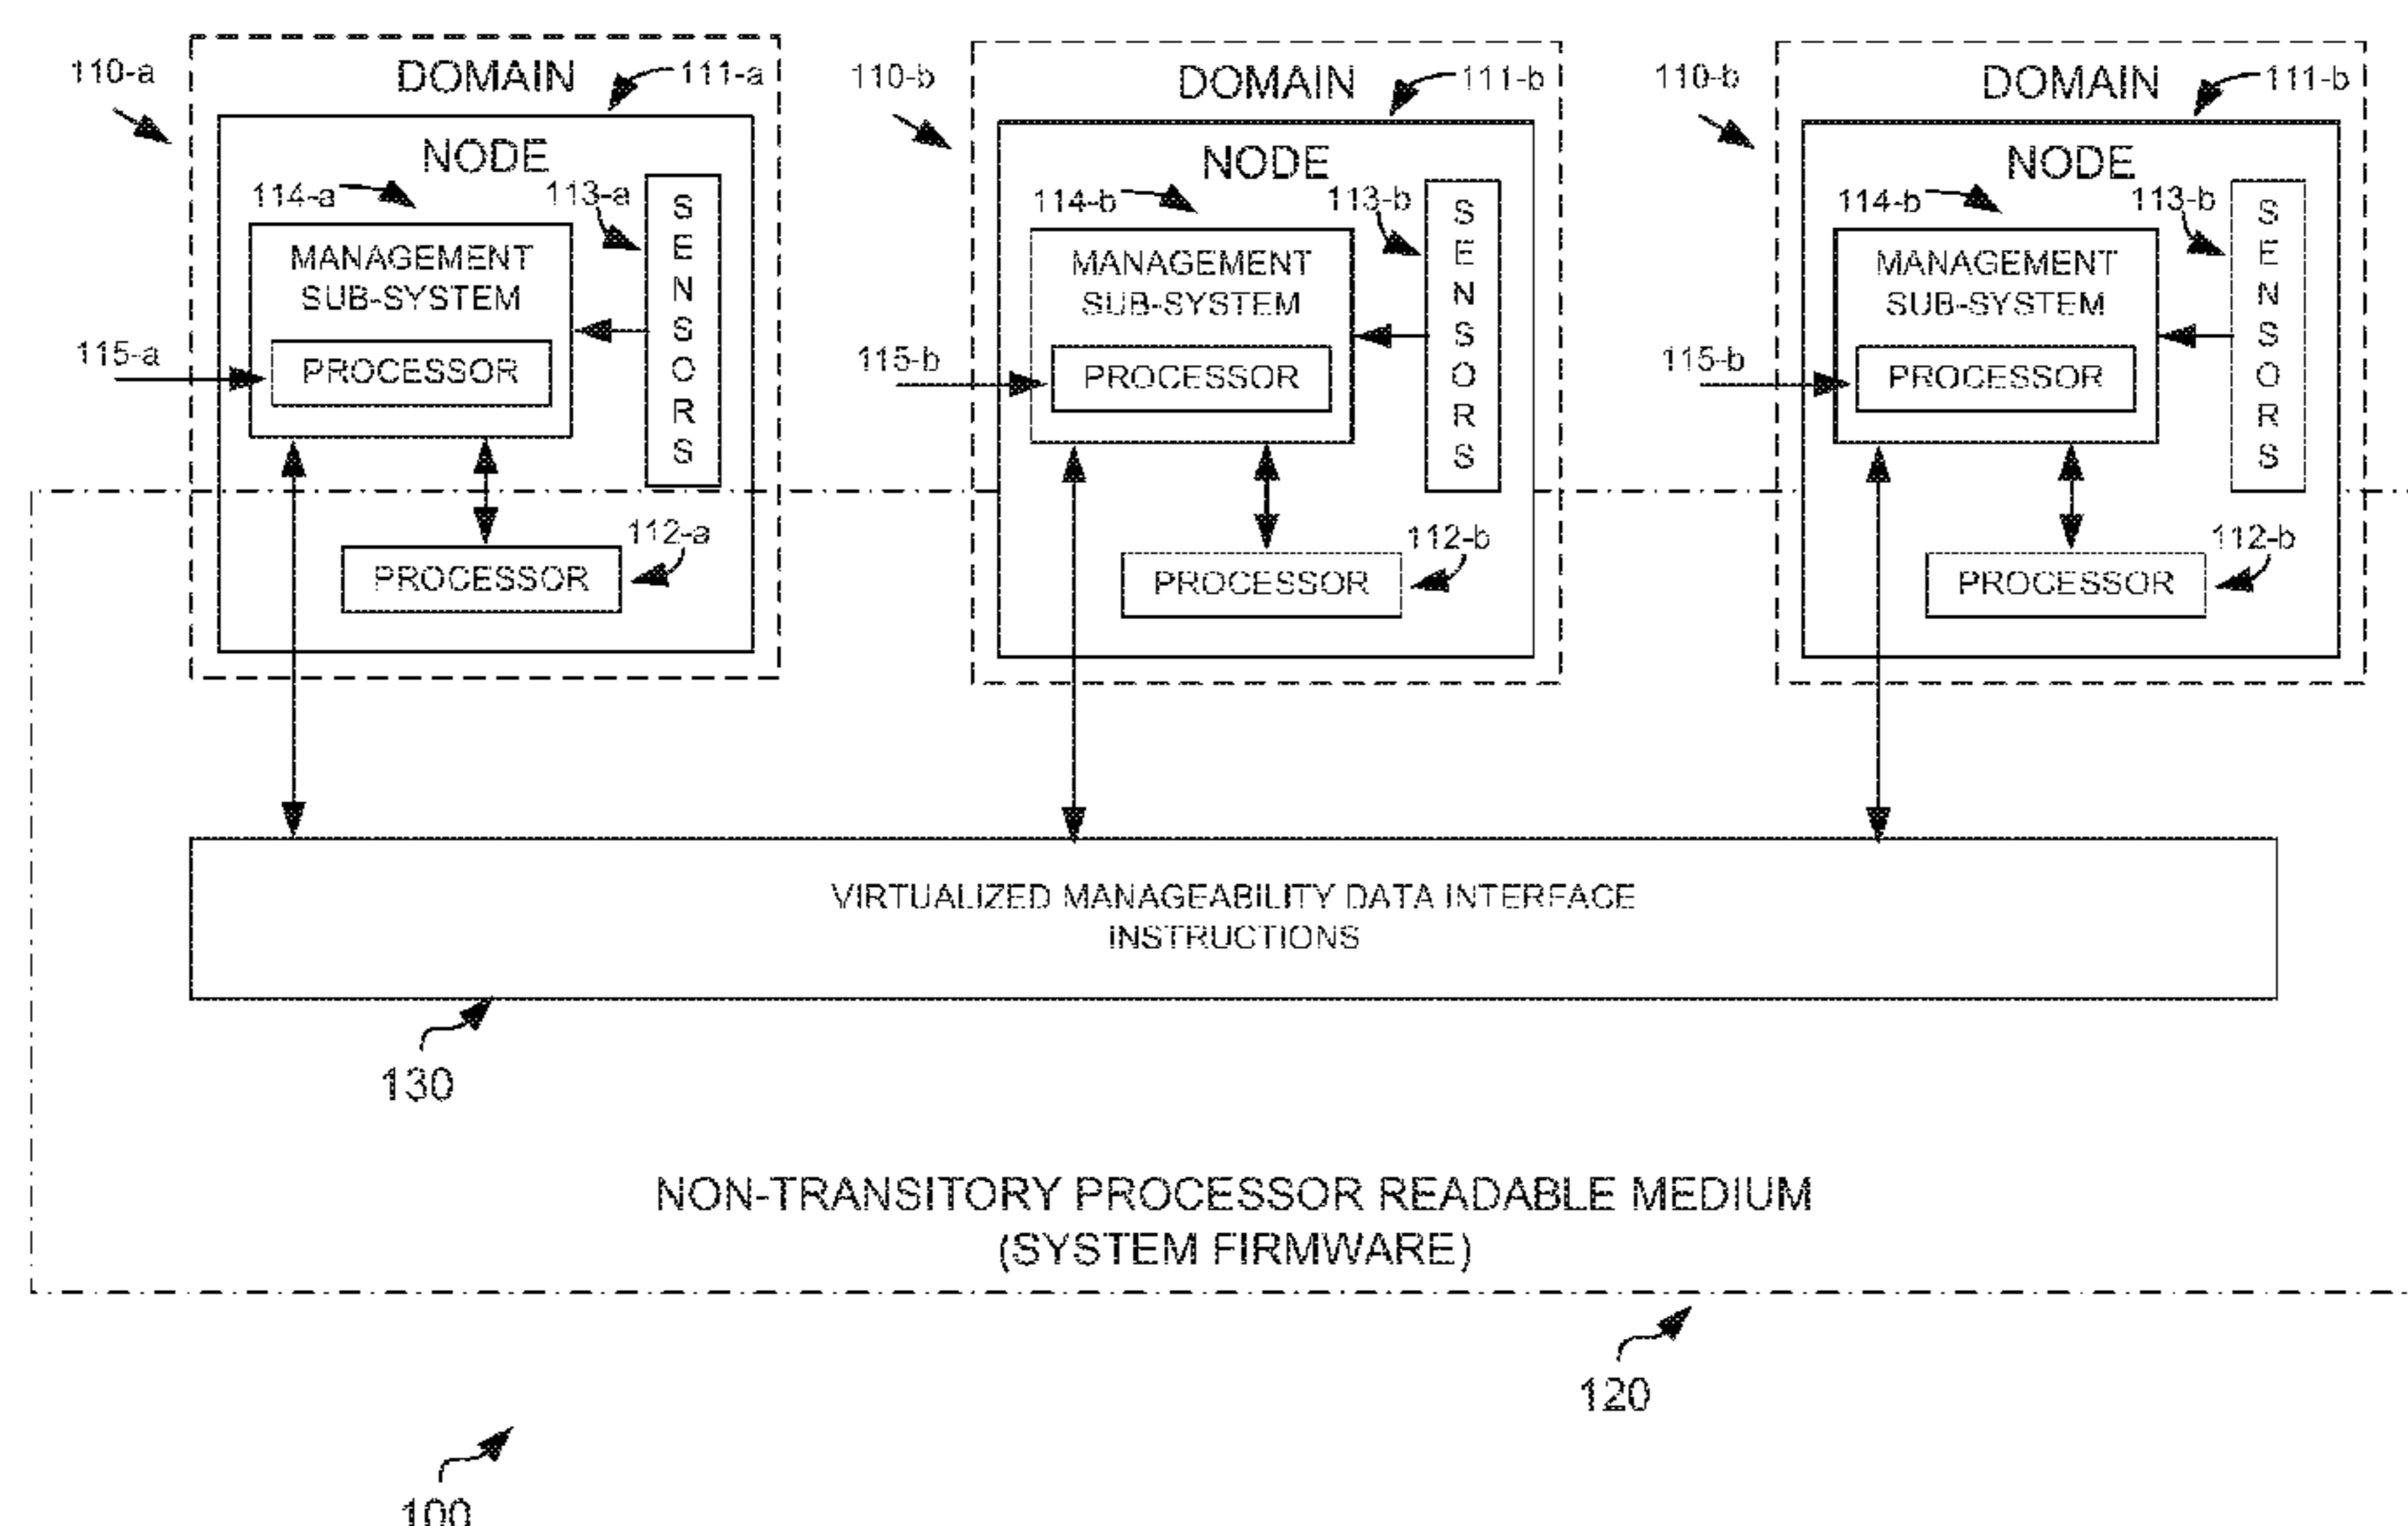 110-a
DOMAIN
111-a
NODE
114-a
113-a
MANAGEMENT
SUB-SYSTEM
SENSORS
115-a
PROCESSOR
112-a
PROCESSOR
110-b
DOMAIN
111-b
NODE
114-b
113-b
MANAGEMENT
SUB-SYSTEM
SENSORS
115-b
PROCESSOR
112-b
PROCESSOR
110-b
DOMAIN
111-b
NODE
114-b
113-b
MANAGEMENT
SUB-SYSTEM
SENSORS
115-b
PROCESSOR
112-b
PROCESSOR
VIRTUALIZED MANAGEABILITY DATA INTERFACE
INSTRUCTIONS
130
NON-TRANSITORY PROCESSOR READABLE MEDIUM
(SYSTEM FIRMWARE)
120
100